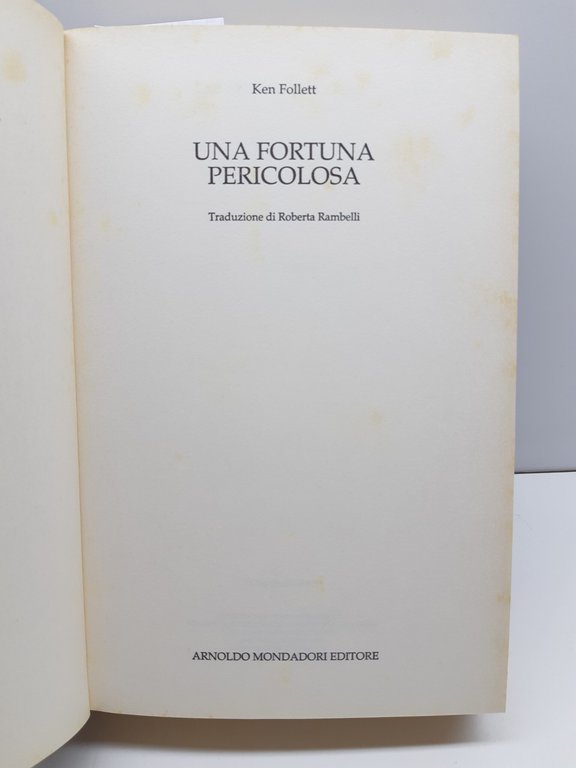 Ken Follett
UNA FORTUNA
PERICOLOSA
Traduzione di Roberta Rambelli
ARNOLDO MONDADORI EDITORE